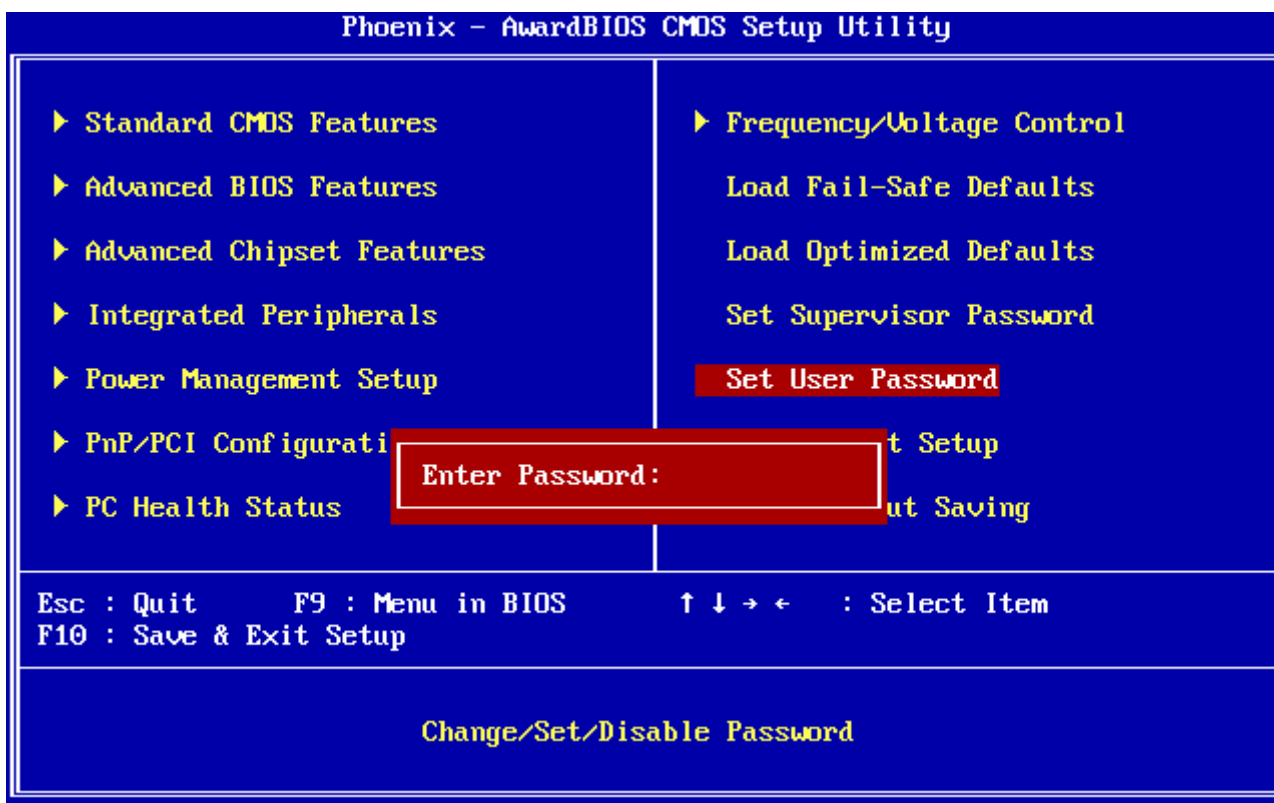 Phoenix - AwardBIOS CMOS Setup Utility
Standard CMOS Features
Advanced BIOS Features
Advanced Chipset Features
Integrated Peripherals
Power Management Setup
PnP/PCI Configurati
PC Health Status
Frequency/Voltage Control
Load Fail-Safe Defaults
Load Optimized Defaults
Set Supervisor Password
Set User Password
t Setup
ut Saving
Enter Password:
Esc : Quit F9 : Menu in BIOS ↑ ↓ → ← : Select Item
F10 : Save & Exit Setup
Change/Set/Disable Password